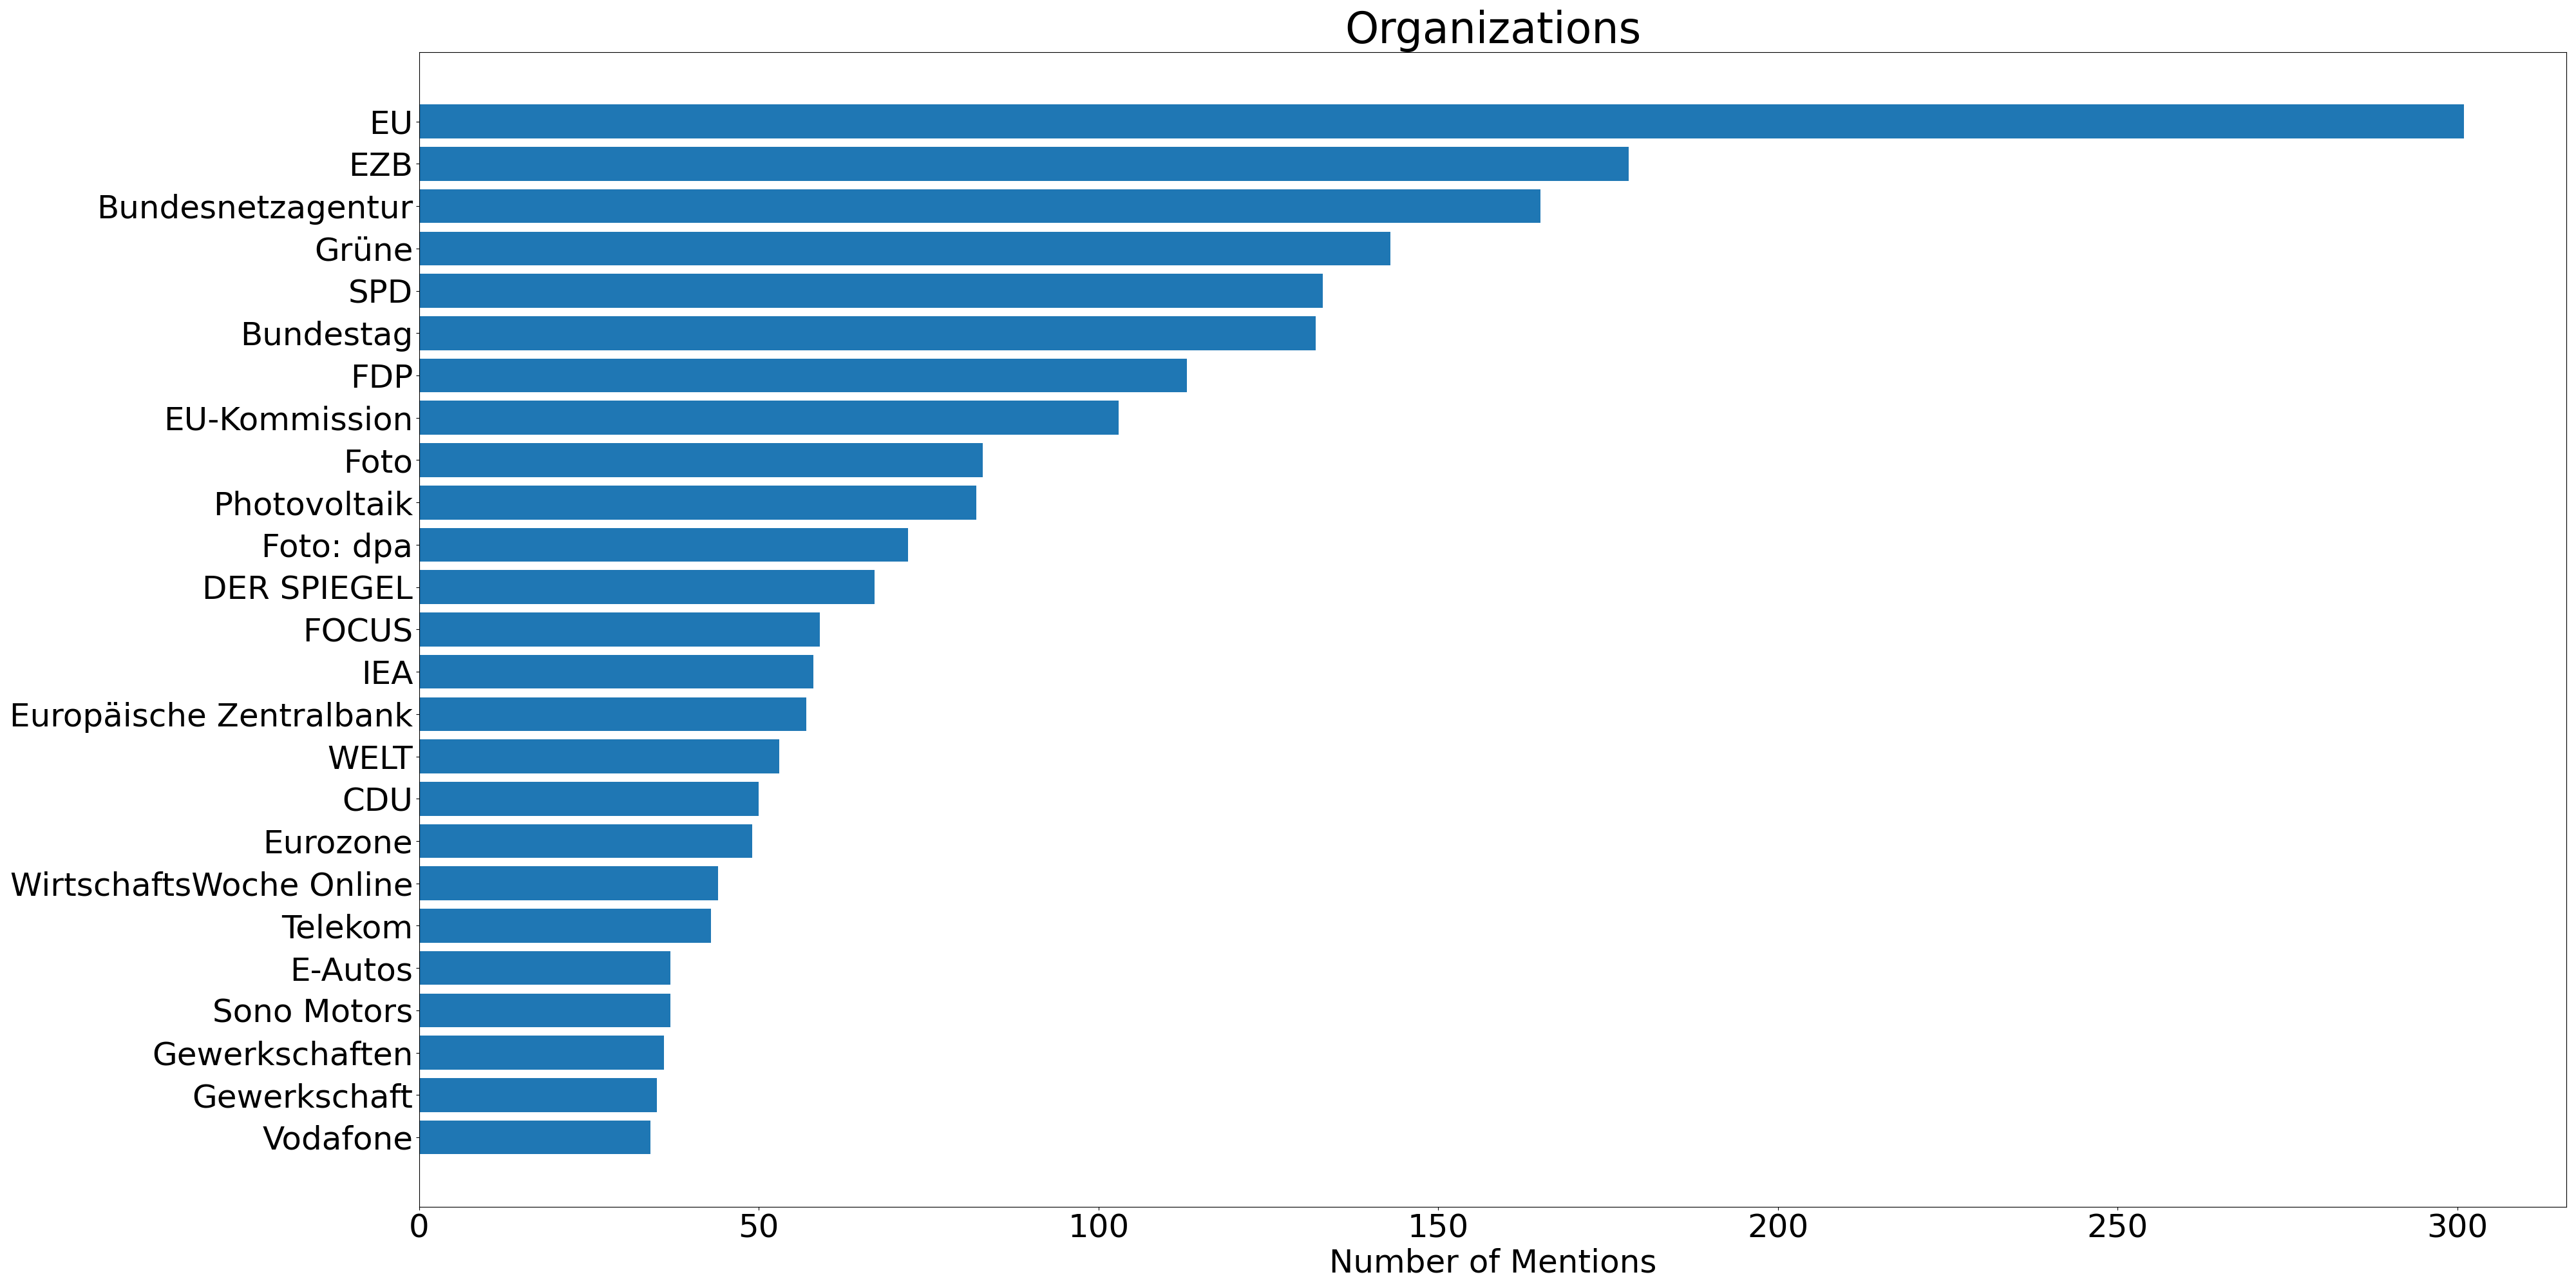 Organizations
EU
EZB
Bundesnetzagentur
Grüne
SPD
Bundestag
FDP
EU-Kommission
Foto
Photovoltaik
Foto: dpa
DER SPIEGEL
FOCUS
IEA
Europäische Zentralbank
WELT
CDU
Eurozone
WirtschaftsWoche Online
Telekom
E-Autos
Sono Motors
Gewerkschaften
Gewerkschaft
Vodafone
0 50 100 150 200 250 300
Number of Mentions